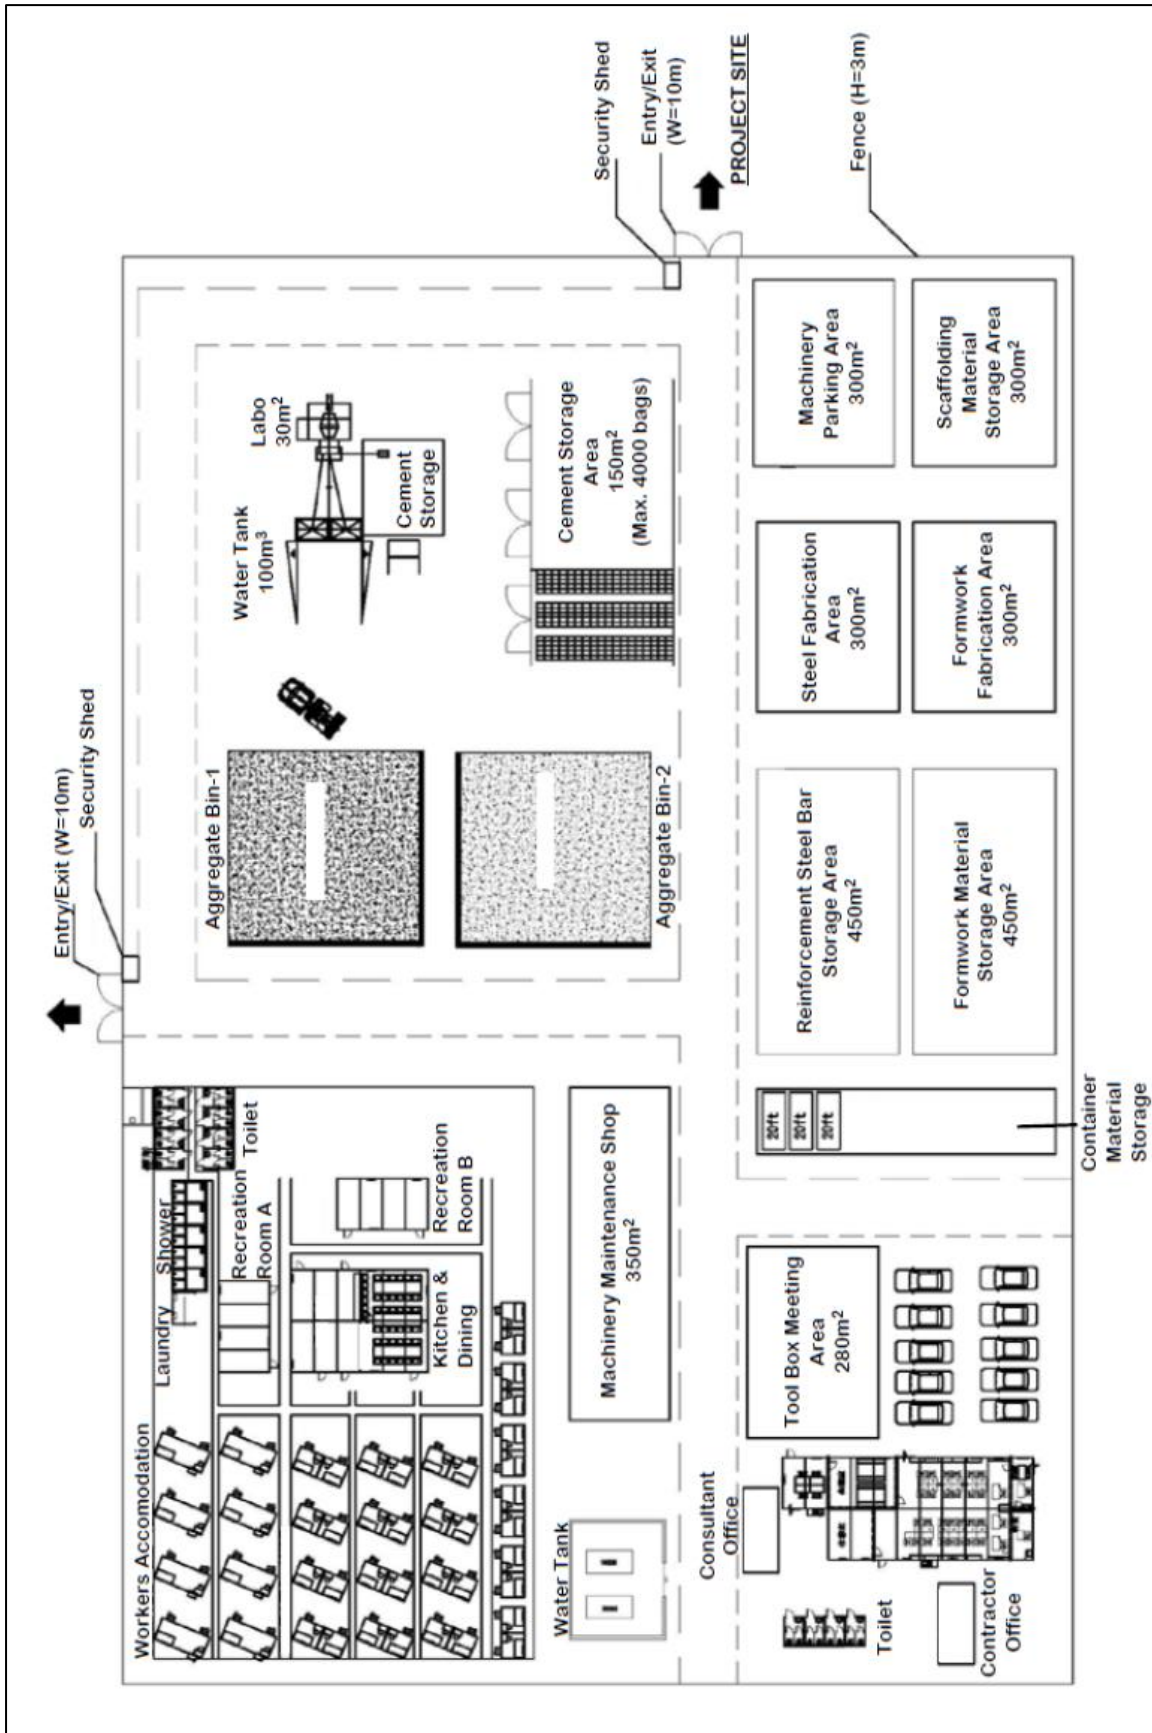 Entry/Exit (W=10m)
Security Shed
Workers Accomodation
Laundry
Shower
Toilet
Recreation
Room A
Recreation
Room B
Kitchen &
Dining
Machinery Maintenance Shop
350m²
Water Tank
Aggregate Bin-1
Aggregate Bin-2
Water Tank
100m³
Labo
30m²
Cement
Storage
Cement Storage
Area
150m²
(Max. 4000 bags)
Security Shed
Entry/Exit
(W=10m)
PROJECT SITE
Fence (H=3m)
Consultant
Office
Toilet
Contractor
Office
Tool Box Meeting
Area
280m²
20ft
20ft
20ft
Container
Material
Storage
Reinforcement Steel Bar
Storage Area
450m²
Formwork Material
Storage Area
450m²
Steel Fabrication
Area
300m²
Formwork
Fabrication Area
300m²
Machinery
Parking Area
300m²
Scaffolding
Material
Storage Area
300m²